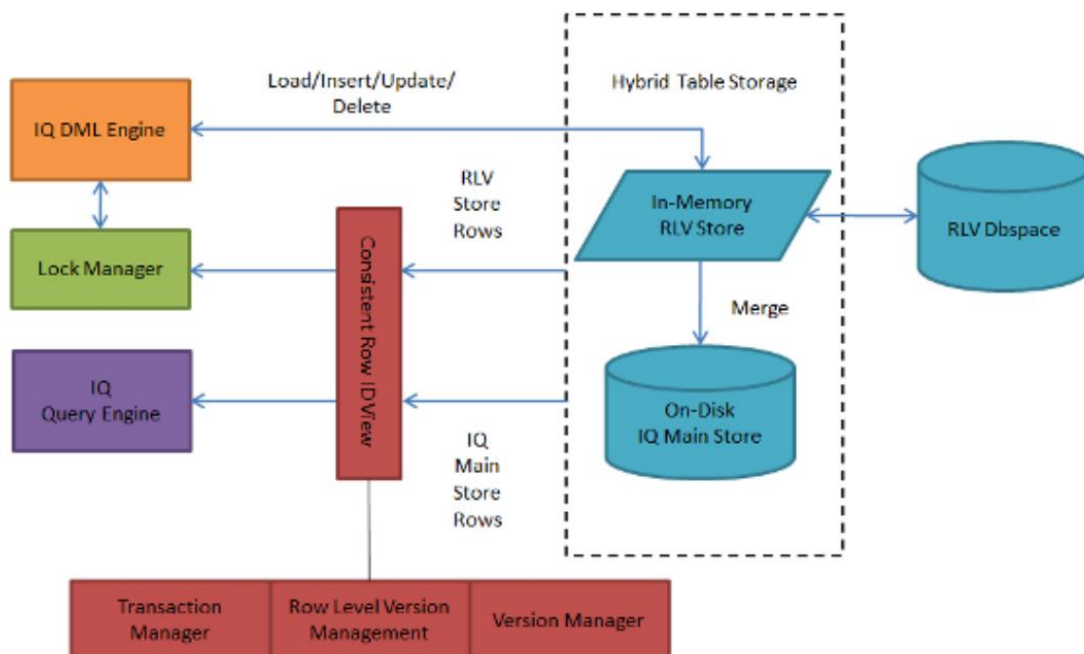 Load/Insert/Update/
Delete
Hybrid Table Storage
IQ DML Engine
RLV
Store
Rows
In-Memory
RLV Store
RLV Dbspace
Lock Manager
Consistent Row ID View
Merge
IQ
Query Engine
On-Disk
IQ Main Store
IQ
Main
Store
Rows
Transaction
Manager
Row Level Version
Management
Version Manager